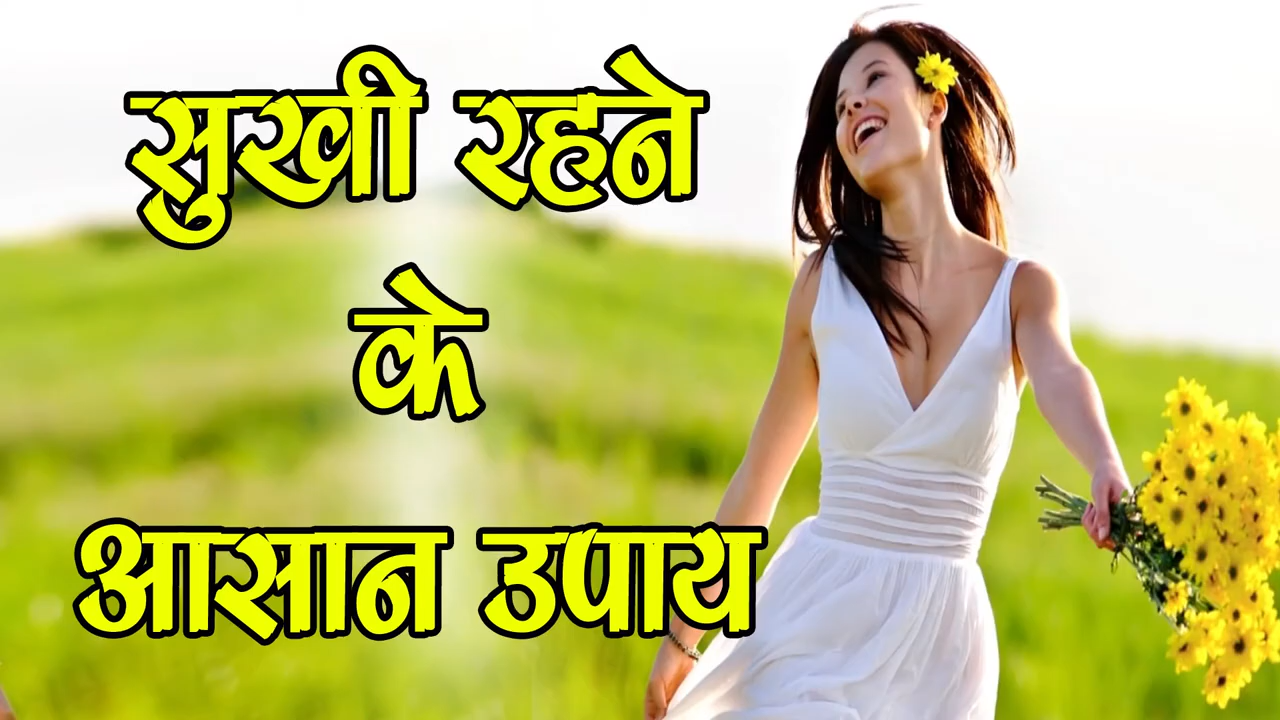 सुखी रहने
के
आसान उपाय